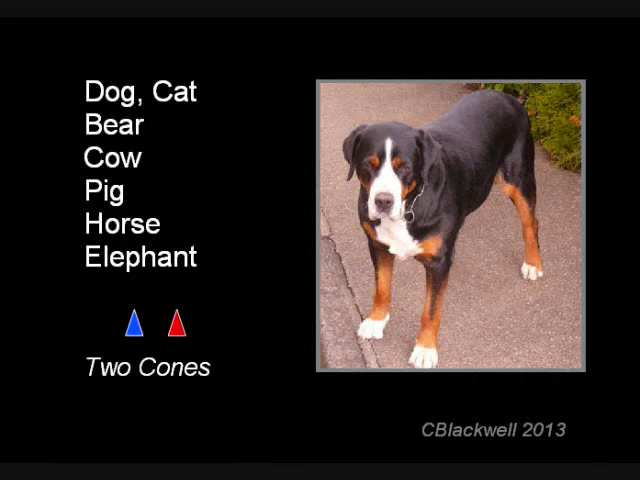 Dog, Cat
Bear
Cow
Pig
Horse
Elephant
Two Cones
CBlackwell 2013